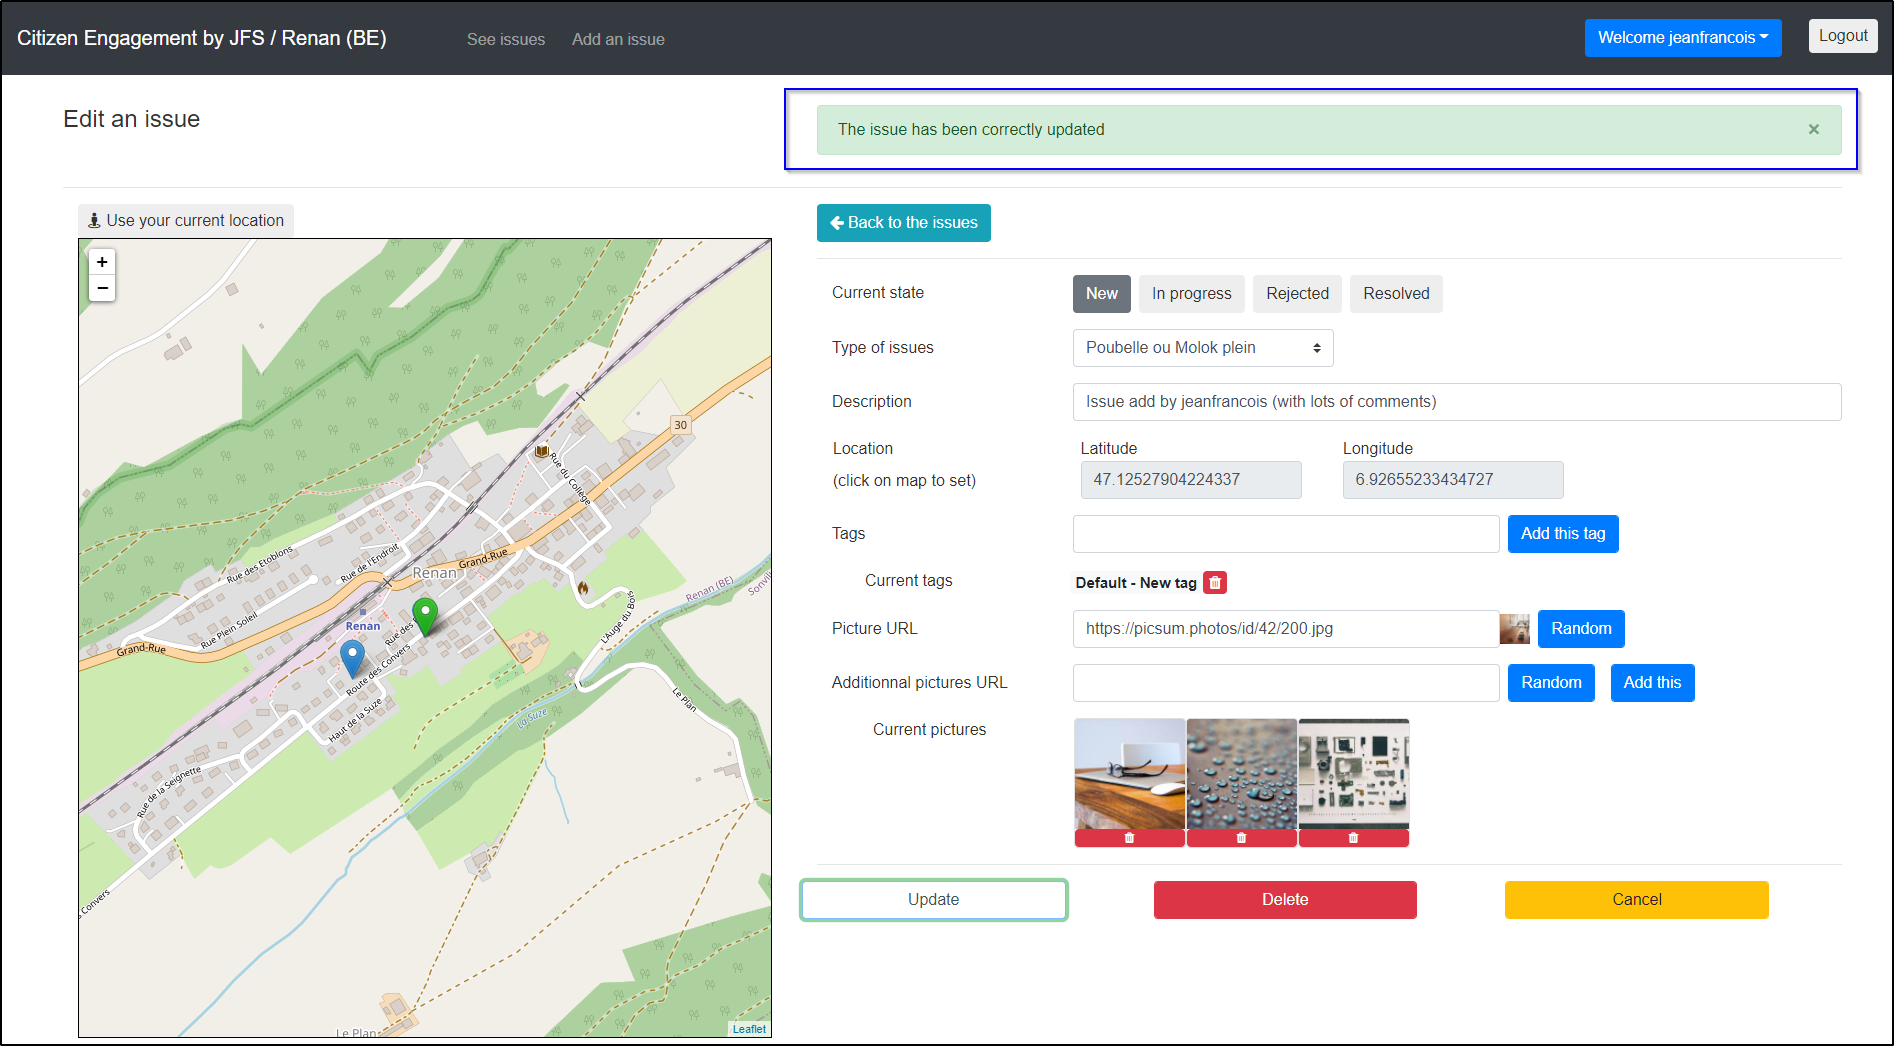 Citizen Engagement by JFS / Renan (BE)
See issues
Add an issue
Welcome jeanfrancois
Logout
Edit an issue
The issue has been correctly updated
×
Use your current location
Back to the issues
+
−
Current state
New
In progress
Rejected
Resolved
Type of issues
Poubelle ou Molok plein
Description
Issue add by jeanfrancois (with lots of comments)
Location
(click on map to set)
Latitude
47.12527904224337
Longitude
6.92655233434727
Tags
Add this tag
Current tags
Default - New tag
Picture URL
https://picsum.photos/id/42/200.jpg
Random
Additionnal pictures URL
Random
Add this
Current pictures
Update
Delete
Cancel
30
Rue du Collège
Rue des Etoblons
Rue de l'Endroit
Grand-Rue
Renan
Renan (BE)
Rue Plein Soleil
Renan
Rue des
L'Auge du Bois
Grand-Rue
Route des Convers
Haut de la Suze
La Suze
Le Plan
Rue de la Seignette
Convers
Le Plan
Leaflet